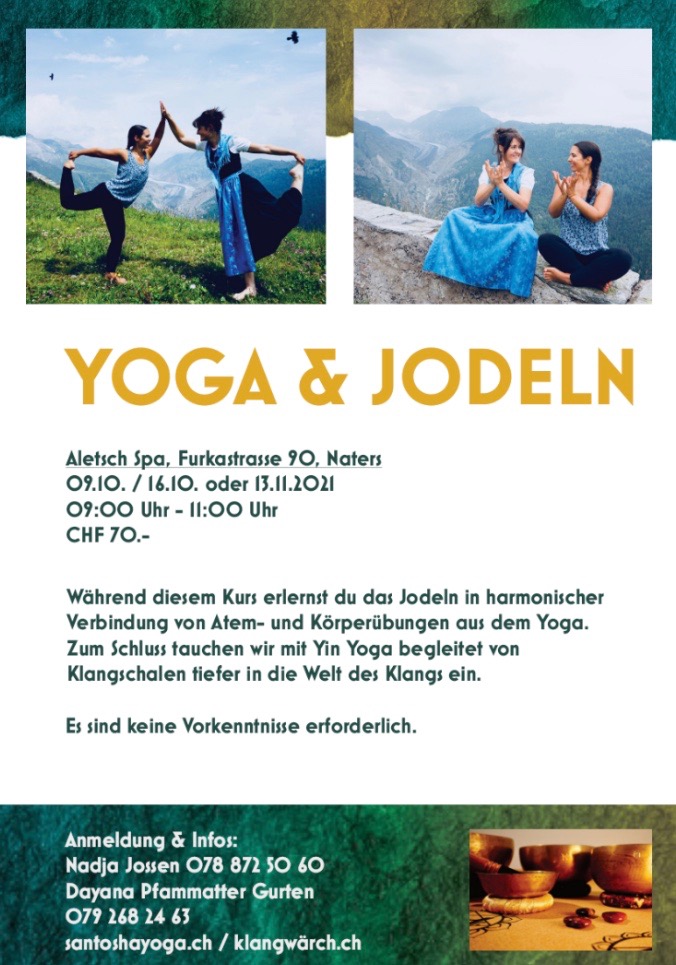 YOGA & JODELN
Aletsch Spa, Furkastrasse 90, Naters
09.10. / 16.10. oder 13.11.2021
09:00 Uhr - 11:00 Uhr
CHF 70.-
Während diesem Kurs erlernst du das Jodeln in harmonischer
Verbindung von Atem- und Körperübungen aus dem Yoga.
Zum Schluss tauchen wir mit Yin Yoga begleitet von
Klangschalen tiefer in die Welt des Klangs ein.
Es sind keine Vorkenntnisse erforderlich.
Anmeldung & Infos:
Nadja Jossen 078 872 50 60
Dayana Pfammatter Gurten
079 268 24 63
santoshayoga.ch / klangwärch.ch